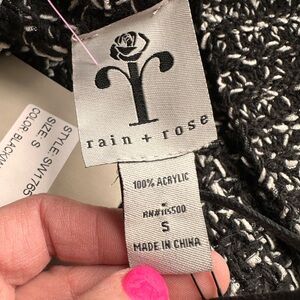 rain + rose
100% ACRYLIC
RN#115500
S
MADE IN CHINA
STYLE SW1765
SIZE S
COLOR BLACK/